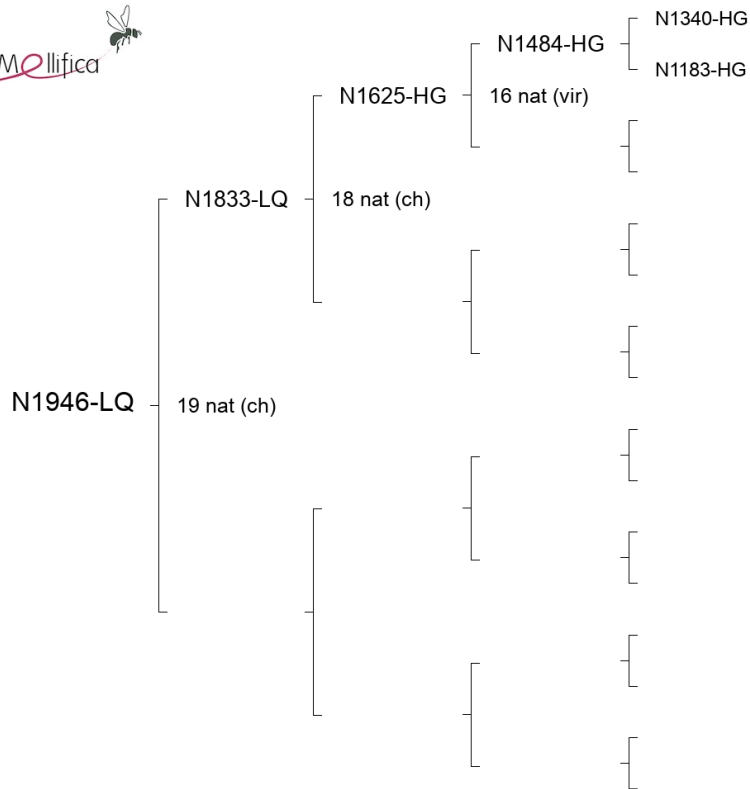 Mellifica
N1340-HG
N1484-HG
N1183-HG
N1625-HG
16 nat (vir)
N1833-LQ
18 nat (ch)
N1946-LQ
19 nat (ch)